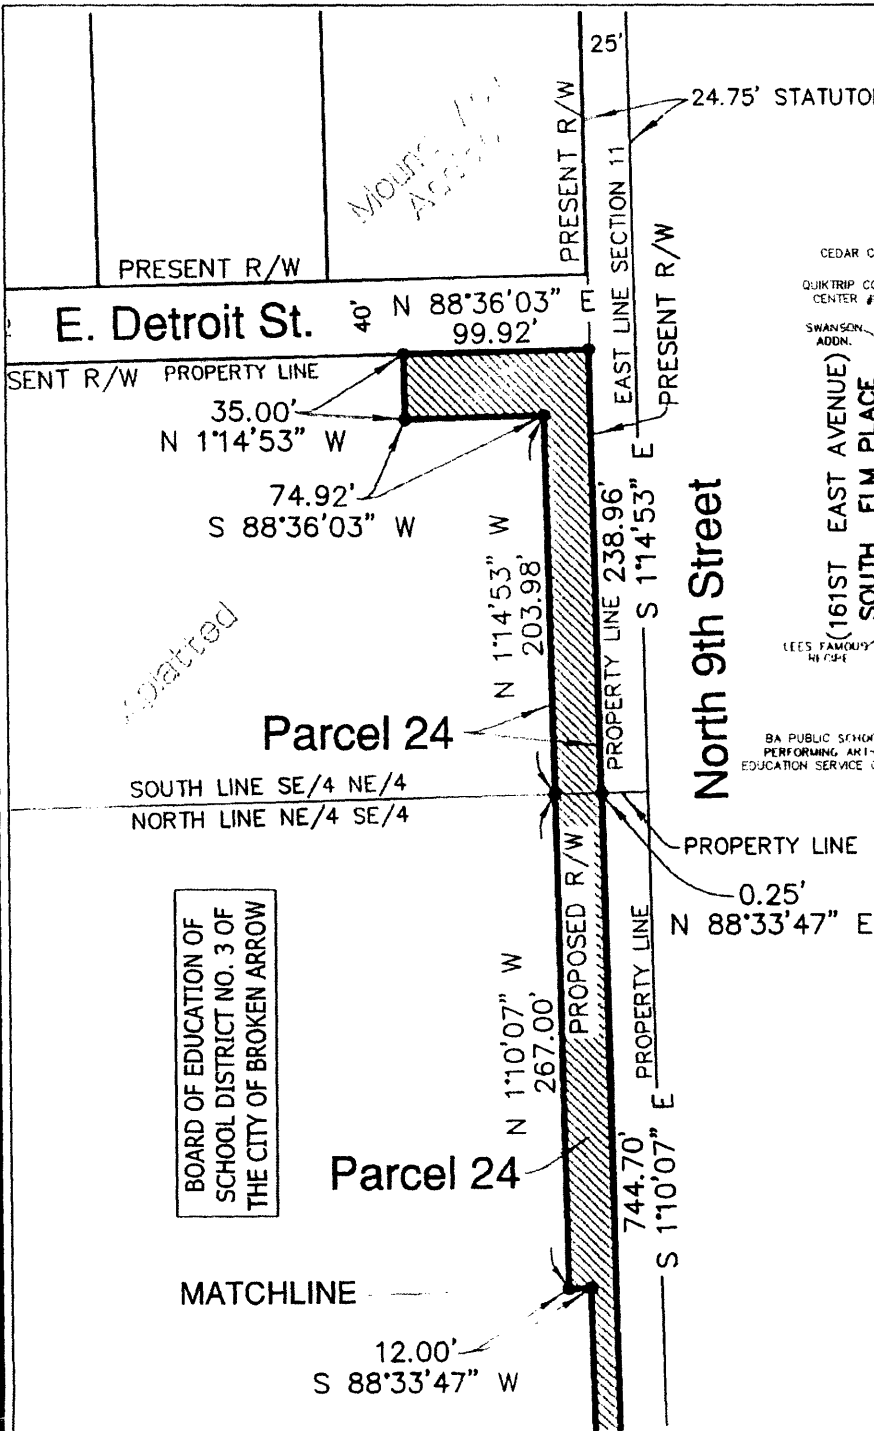 25'
24.75' STATUTO
PRESENT R/W
EAST LINE SECTION 11
PRESENT R/W
PRESENT R/W
E. Detroit St.
40'
N 88°36'03" E
99.92'
SENT R/W
PROPERTY LINE
35.00'
N 1°14'53" W
74.92'
S 88°36'03" W
N 1°14'53" W
203.98'
PROPERTY LINE
238.96'
S 1°14'53" E
North 9th Street
CEDAR C
QUIKTRIP CO
CENTER #
SWANSON
ADDN.
(161ST EAST AVENUE)
SOUTH ELM PLACE
LEES FAMOUS
RECIPE
BA PUBLIC SCHOO
PERFORMING ART
EDUCATION SERVICE C
platted
Parcel 24
SOUTH LINE SE/4 NE/4
NORTH LINE NE/4 SE/4
PROPERTY LINE
0.25'
N 88°33'47" E
BOARD OF EDUCATION OF
SCHOOL DISTRICT NO. 3 OF
THE CITY OF BROKEN ARROW
N 1°10'07" W
267.00'
PROPOSED R/W
PROPERTY LINE
744.70'
S 1°10'07" E
Parcel 24
MATCHLINE
12.00'
S 88°33'47" W